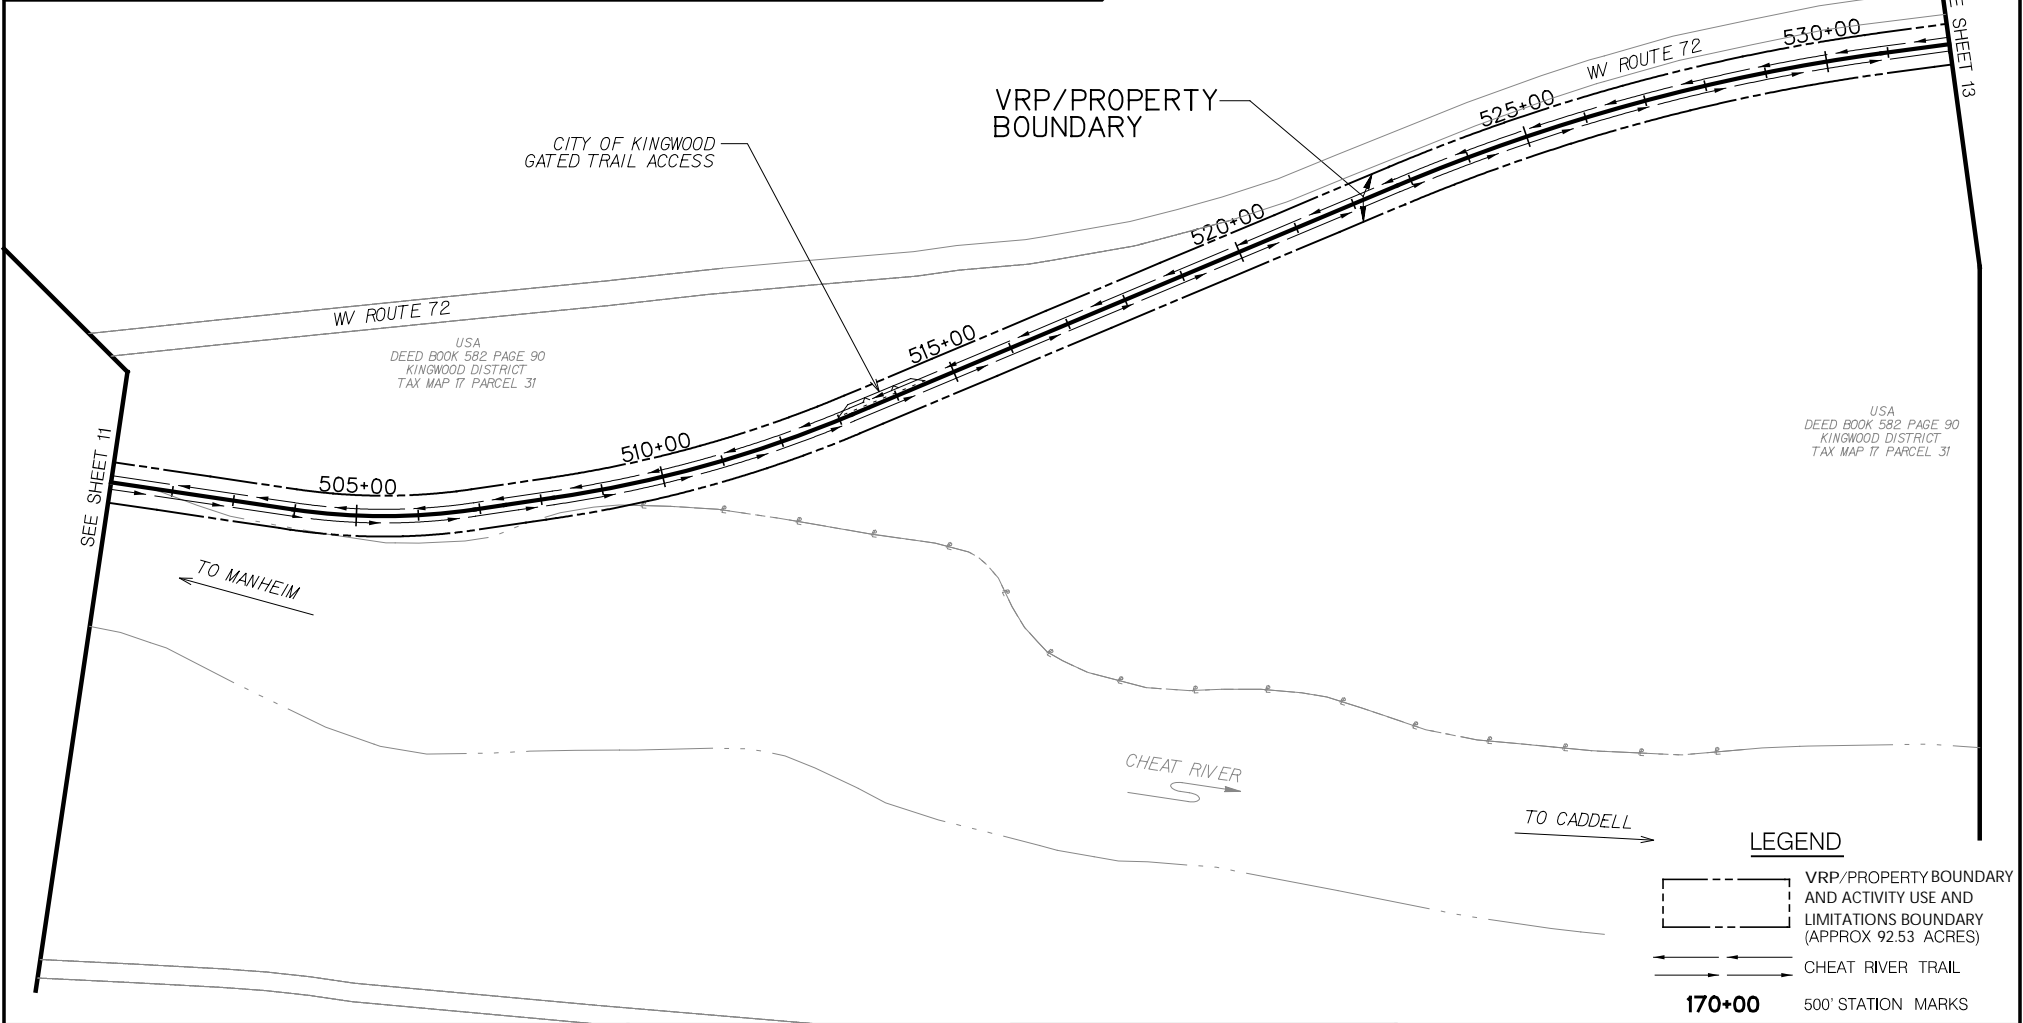 530+00
WV ROUTE 72
SHEET 13
VRP/PROPERTY
BOUNDARY
525+00
CITY OF KINGWOOD
GATED TRAIL ACCESS
520+00
WV ROUTE 72
515+00
USA
DEED BOOK 582 PAGE 90
KINGWOOD DISTRICT
TAX MAP 17 PARCEL 31
USA
DEED BOOK 582 PAGE 90
KINGWOOD DISTRICT
TAX MAP 17 PARCEL 31
510+00
SEE SHEET 11
505+00
TO MANHEIM
CHEAT RIVER
TO CADDELL
LEGEND
VRP/PROPERTY BOUNDARY
AND ACTIVITY USE AND
LIMITATIONS BOUNDARY
(APPROX 92.53 ACRES)
CHEAT RIVER TRAIL
170+00 500' STATION MARKS